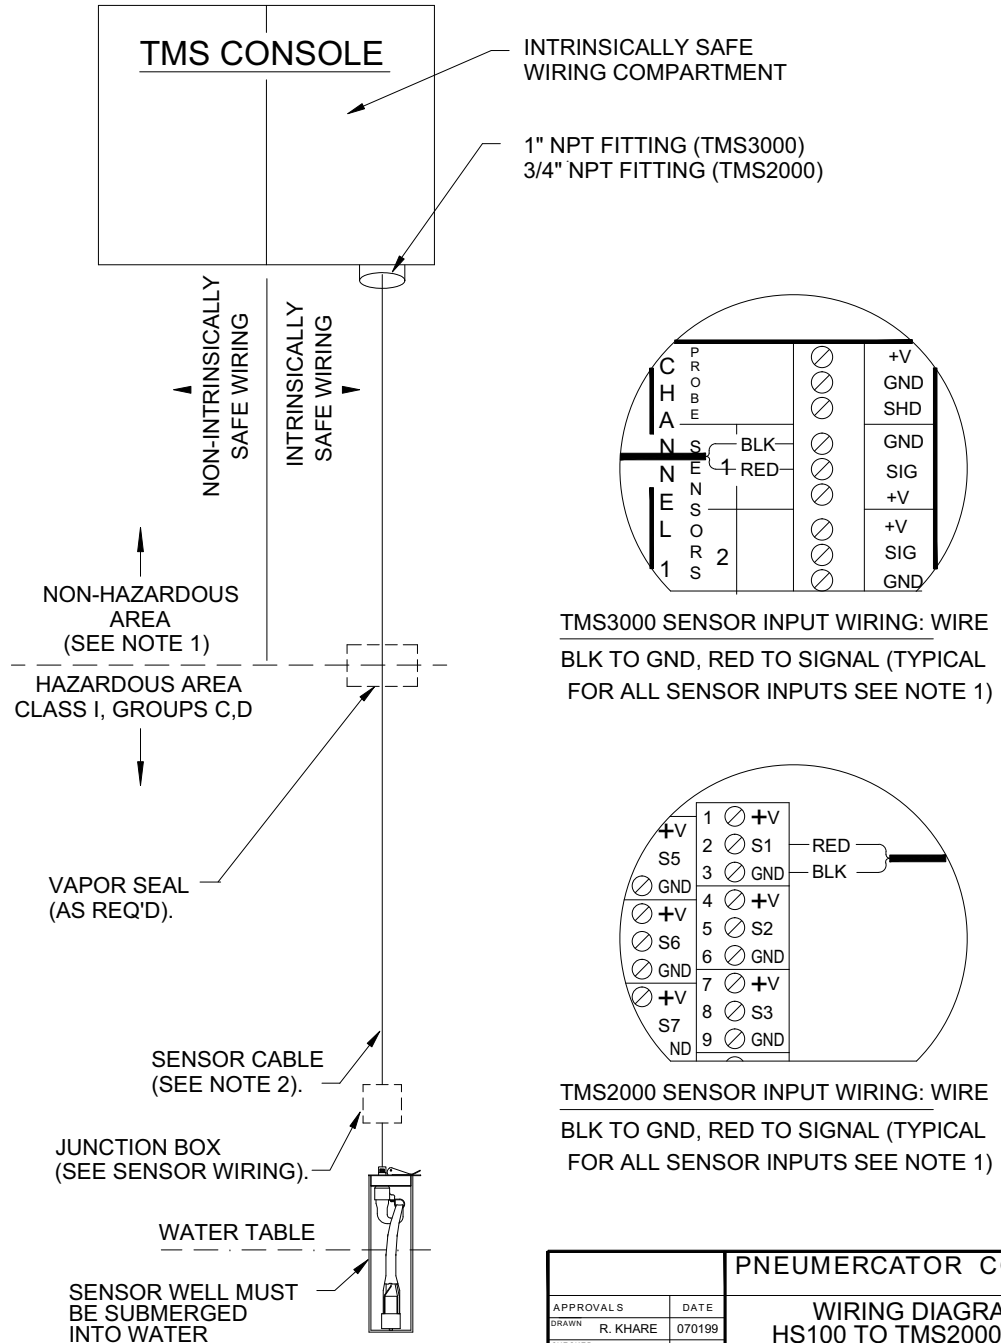 TMS CONSOLE
INTRINSICALLY SAFE
WIRING COMPARTMENT
1" NPT FITTING (TMS3000)
3/4" NPT FITTING (TMS2000)
NON-INTRINSICALLY
SAFE WIRING
INTRINSICALLY
SAFE WIRING
NON-HAZARDOUS
AREA
(SEE NOTE 1)
HAZARDOUS AREA
CLASS I, GROUPS C,D
VAPOR SEAL
(AS REQ'D).
SENSOR CABLE
(SEE NOTE 2).
JUNCTION BOX
(SEE SENSOR WIRING).
WATER TABLE
SENSOR WELL MUST
BE SUBMERGED
INTO WATER
CHANNEL 1
PROBE
SENSORS
1
2
BLK
RED
+V
GND
SHD
GND
SIG
+V
+V
SIG
GND
TMS3000 SENSOR INPUT WIRING: WIRE
BLK TO GND, RED TO SIGNAL (TYPICAL
FOR ALL SENSOR INPUTS SEE NOTE 1)
+V
S5
GND
+V
S6
GND
+V
S7
ND
1 +V
2 S1 RED
3 GND BLK
4 +V
5 S2
6 GND
7 +V
8 S3
9 GND
TMS2000 SENSOR INPUT WIRING: WIRE
BLK TO GND, RED TO SIGNAL (TYPICAL
FOR ALL SENSOR INPUTS SEE NOTE 1)
PNEUMERCATOR
APPROVALS DATE
DRAWN R. KHARE 070199
WIRING
HS100 TO TMS2000